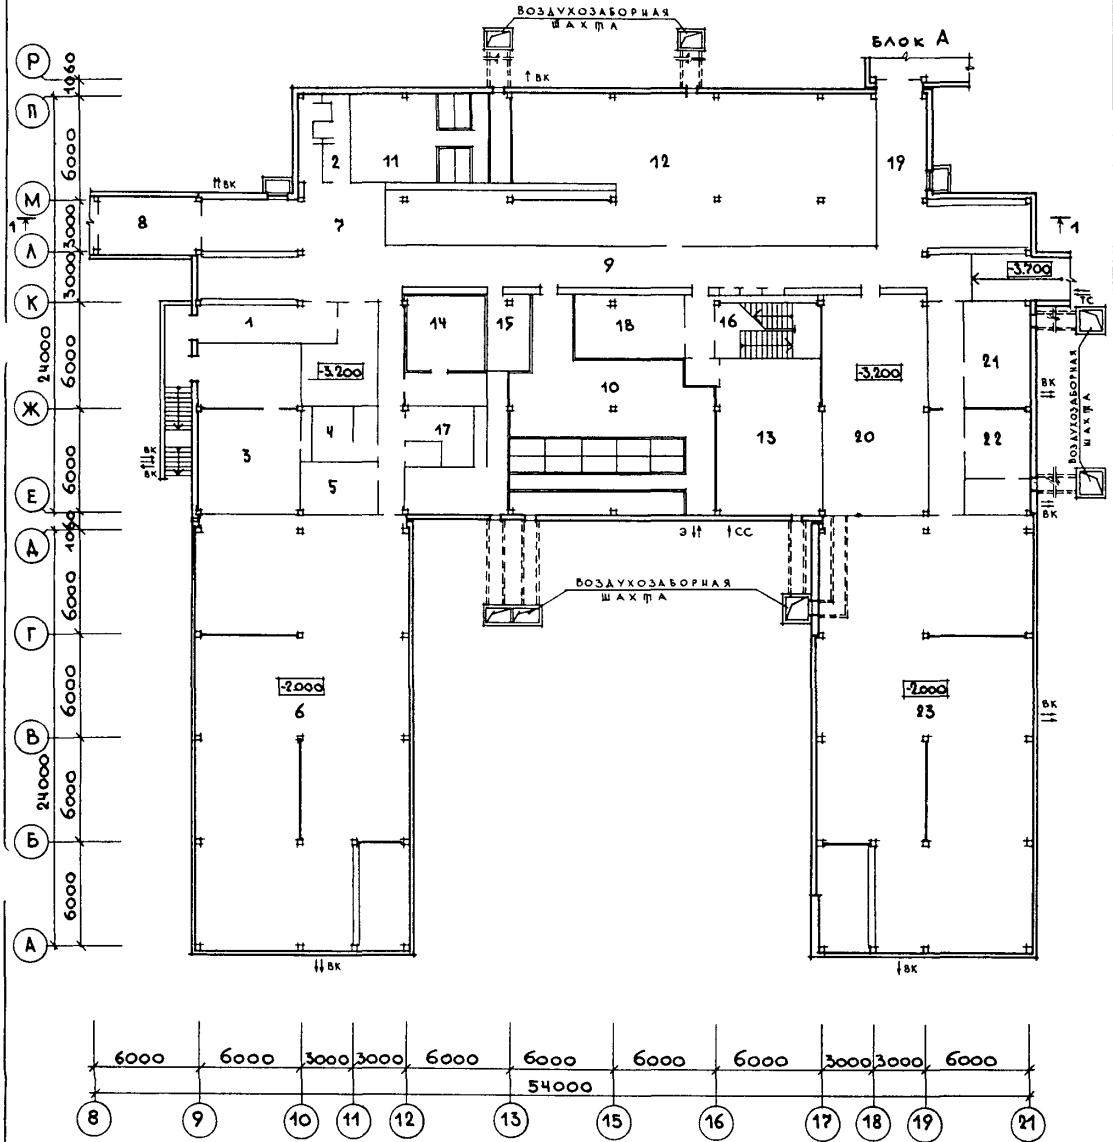 ВОЗДУХОЗАБОРНАЯ
ШАХТА
БЛОК А
Р
1060
↑ ВК
П
6000
2
11
12
19
↑↑ВК
М
1
8
7
1
3000
Л
9
-3.700
3000
К
ТС
1
14
15
18
16
21
24000
6000
-3.200
-3,200
ВОЗДУХОЗАБОРНАЯ
ШАХТА
ВК
10
Ж
4
17
13
20
22
3
6000
ВК
ВК
5
Е
ВК
1060
Э
СС
Д
6000
ВОЗДУХОЗАБОРНАЯ
ШАХТА
Г
6000
-2.000
-2.000
6
23
ВК
В
24000
6000
Б
6000
А
ВК
ВК
6000 6000 3000 3000 6000 6000 6000 6000 3000 3000 6000
54000
8 9 10 11 12 13 15 16 17 18 19 21